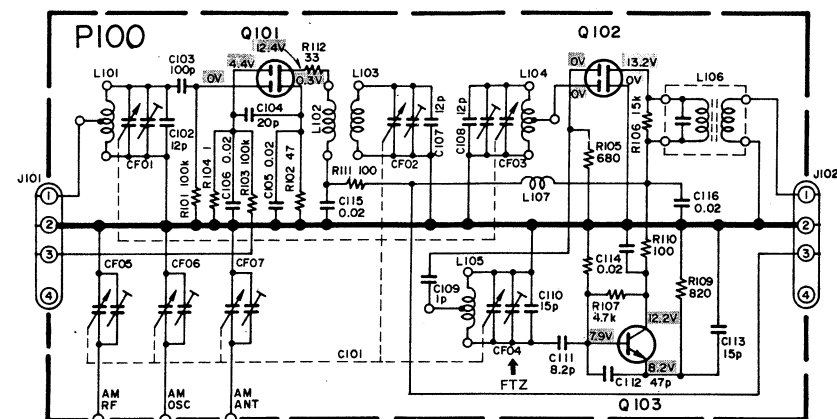 P100
Q101
Q102
12.4V
R112
33
4.4V
0.3V
0V
C103
100p
L101
L103
L104
L106
0V
0V
13.2V
0V
C104
20p
L102
C107 12p
C108 12p
R106 15k
C102
12p
CF01
CF02
CF03
R105
680
R101 100k
R104 1
C106 0.02
R103 100k
C105 0.02
R102 47
R111 100
L107
C115
0.02
C116
0.02
J101
J102
1
2
3
4
1
2
3
4
CF05
CF06
CF07
L105
C109
1p
C110
15p
C114
0.02
R110
100
R109
820
R107
4.7k
12.2V
7.9V
8.2V
C113
15p
C101
CF04
C111
8.2p
C112
47p
FTZ
Q103
AM
RF
AM
OSC
AM
ANT